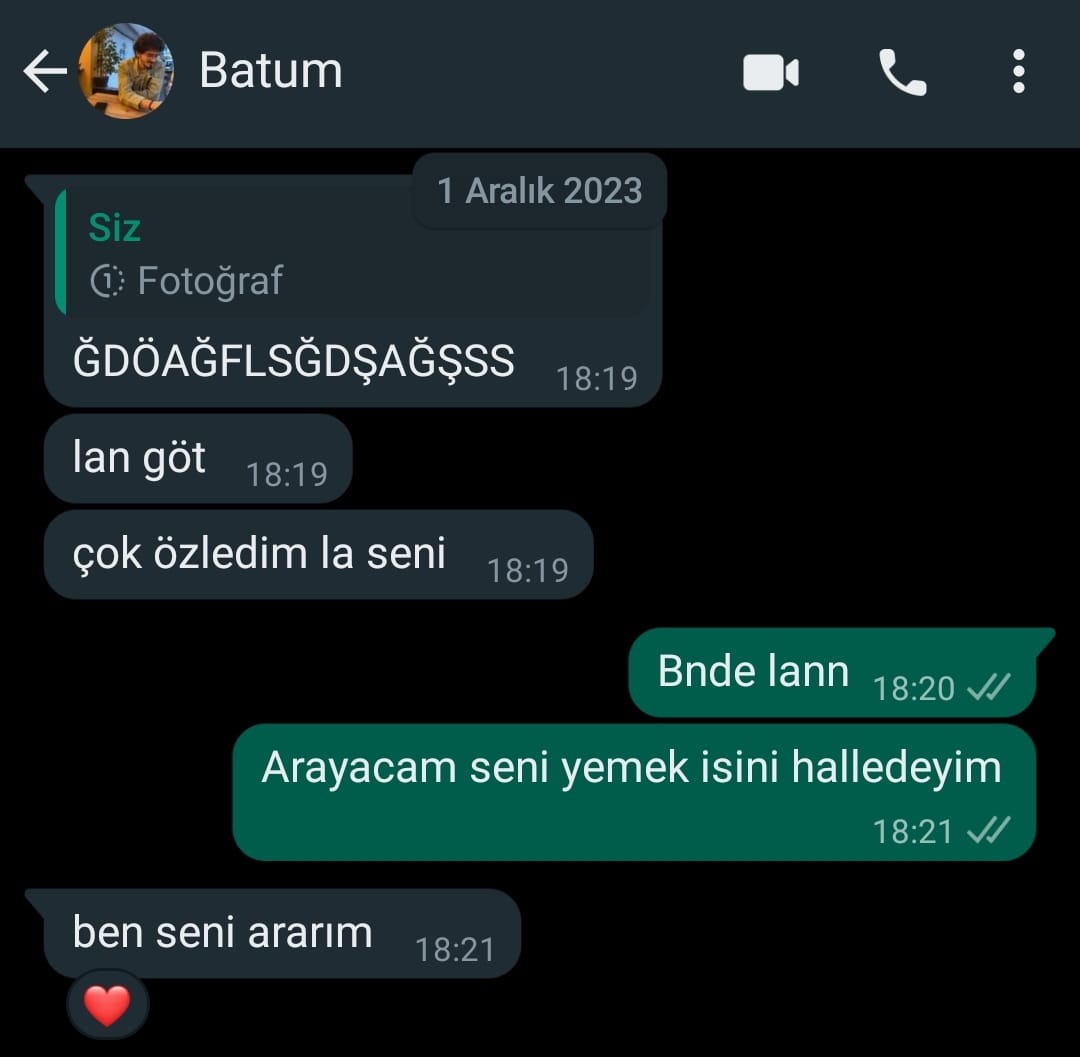 Batum
1 Aralık 2023
Siz
Fotoğraf
ĞDÖAĞFLSĞDŞAĞŞSS 18:19
lan göt 18:19
çok özledim la seni 18:19
Bnde lann 18:20
Arayacam seni yemek isini halledeyim
18:21
ben seni ararım 18:21